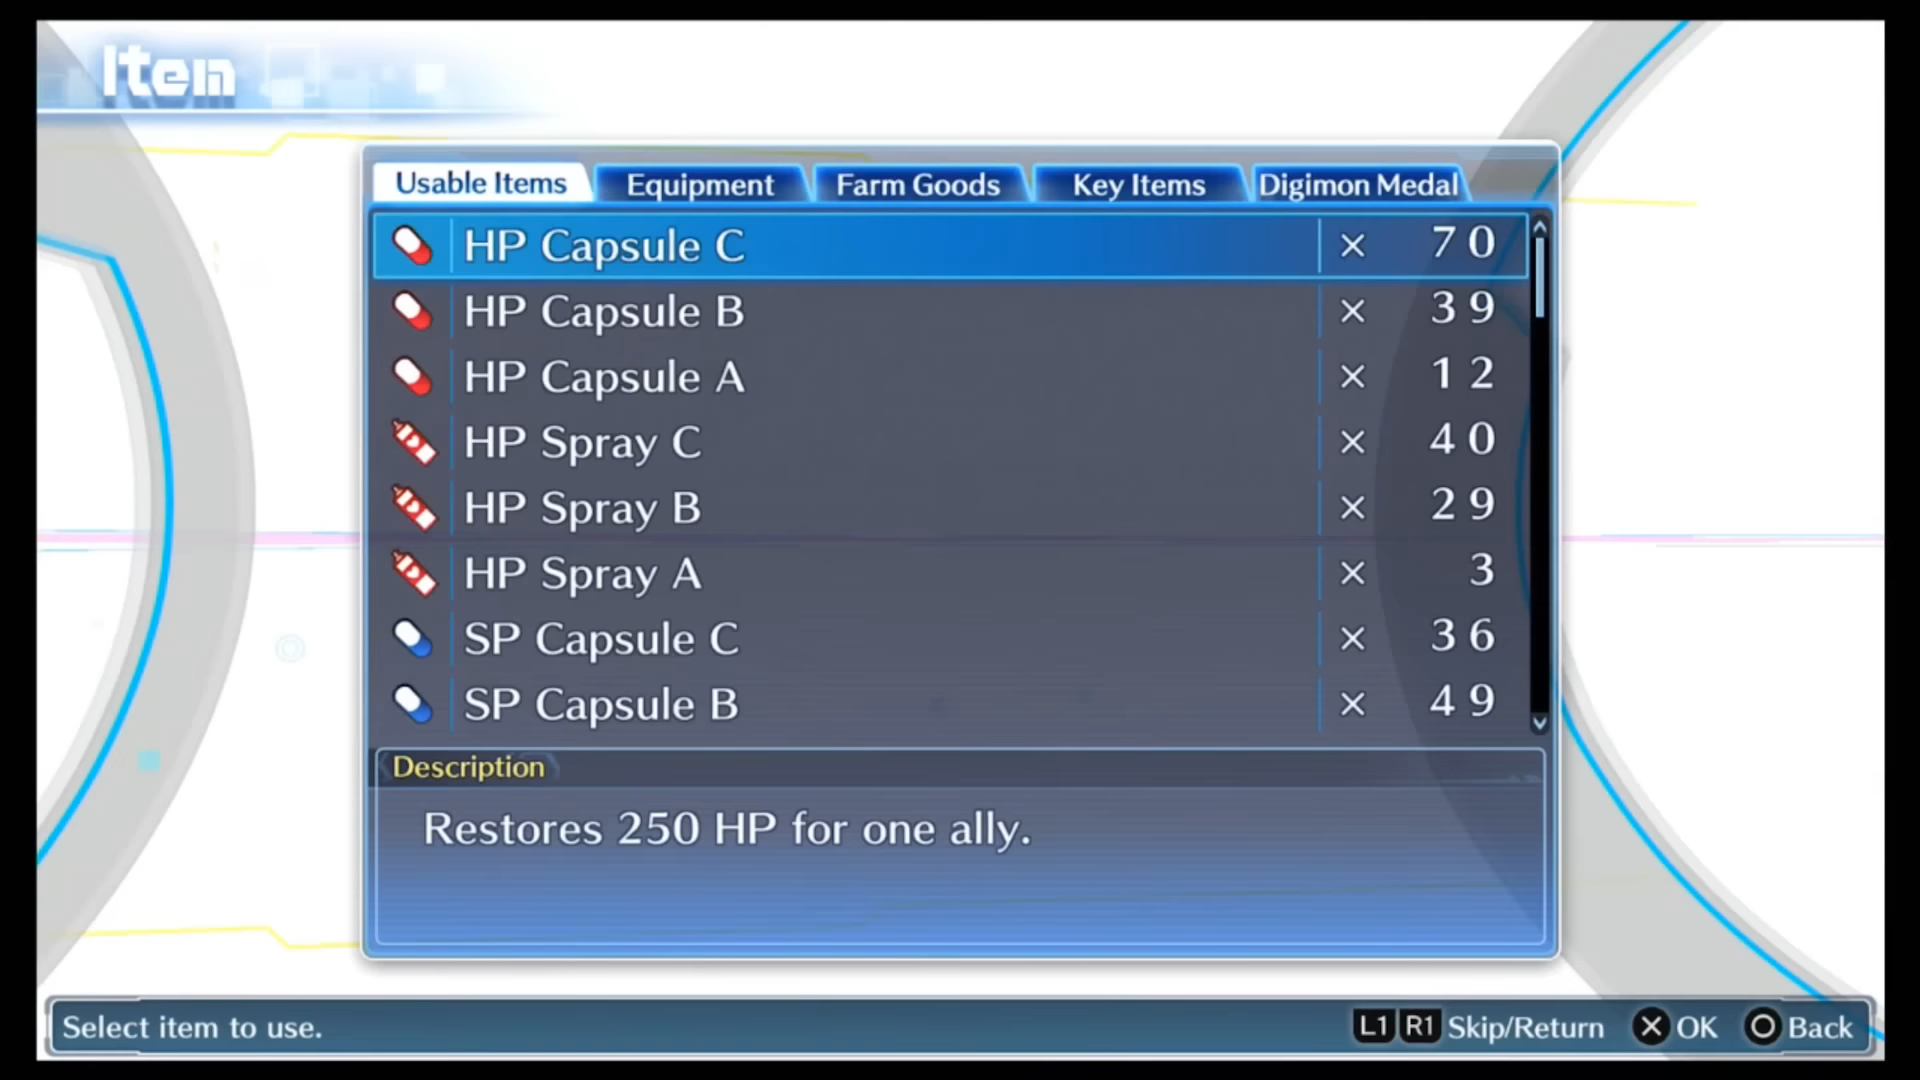 Item
Usable Items Equipment Farm Goods Key Items Digimon Medal
HP Capsule C × 70
HP Capsule B × 39
HP Capsule A × 12
HP Spray C × 40
HP Spray B × 29
HP Spray A × 3
SP Capsule C × 36
SP Capsule B × 49
Description
Restores 250 HP for one ally.
Select item to use. L1 R1 Skip/Return OK Back